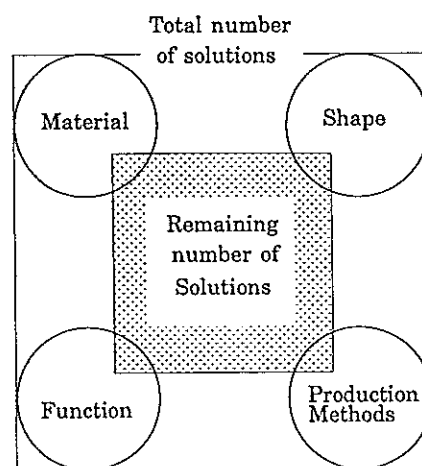 Total number
of solutions
Material
Shape
Remaining
number of
Solutions
Function
Production
Methods